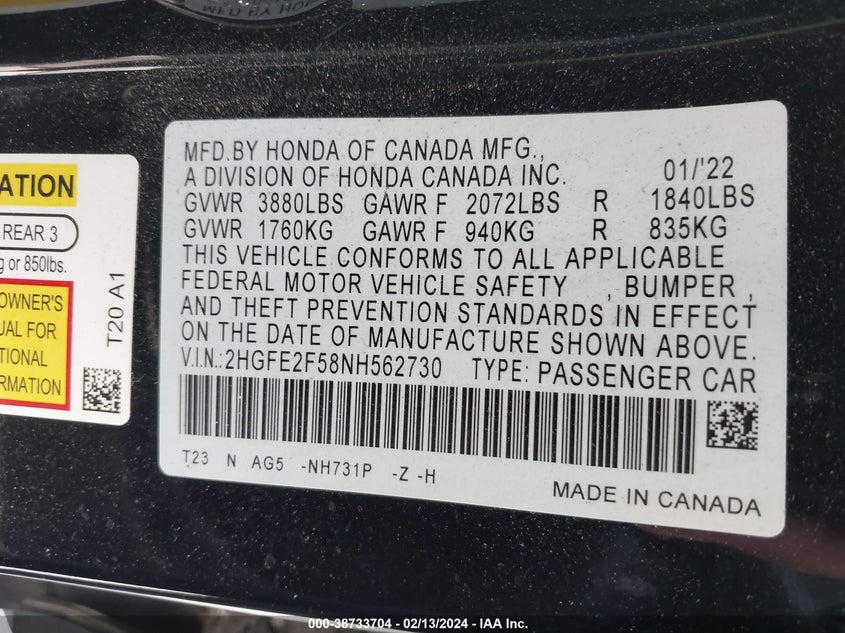 ATION
REAR 3
g or 850lbs.
OWNER'S
UAL FOR
TIONAL
RMATION
T20 A1
MFD.BY HONDA OF CANADA MFG.,
A DIVISION OF HONDA CANADA INC. 01/'22
GVWR 3880LBS GAWR F 2072LBS R 1840LBS
GVWR 1760KG GAWR F 940KG R 835KG
THIS VEHICLE CONFORMS TO ALL APPLICABLE
FEDERAL MOTOR VEHICLE SAFETY , BUMPER ,
AND THEFT PREVENTION STANDARDS IN EFFECT
ON THE DATE OF MANUFACTURE SHOWN ABOVE.
V.I.N.:2HGFE2F58NH562730 TYPE: PASSENGER CAR
T23 N AG5 -NH731P -Z -H
MADE IN CANADA
000-38733704 - 02/13/2024 - IAA Inc.